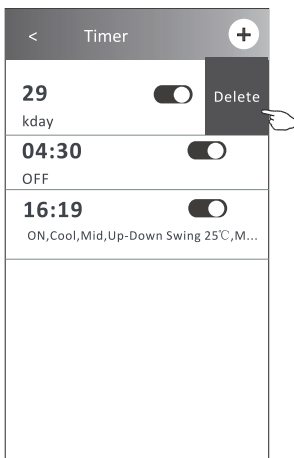 < Timer +
29
Delete
kday
04:30
OFF
16:19
ON,Cool,Mid,Up-Down Swing 25℃,M...